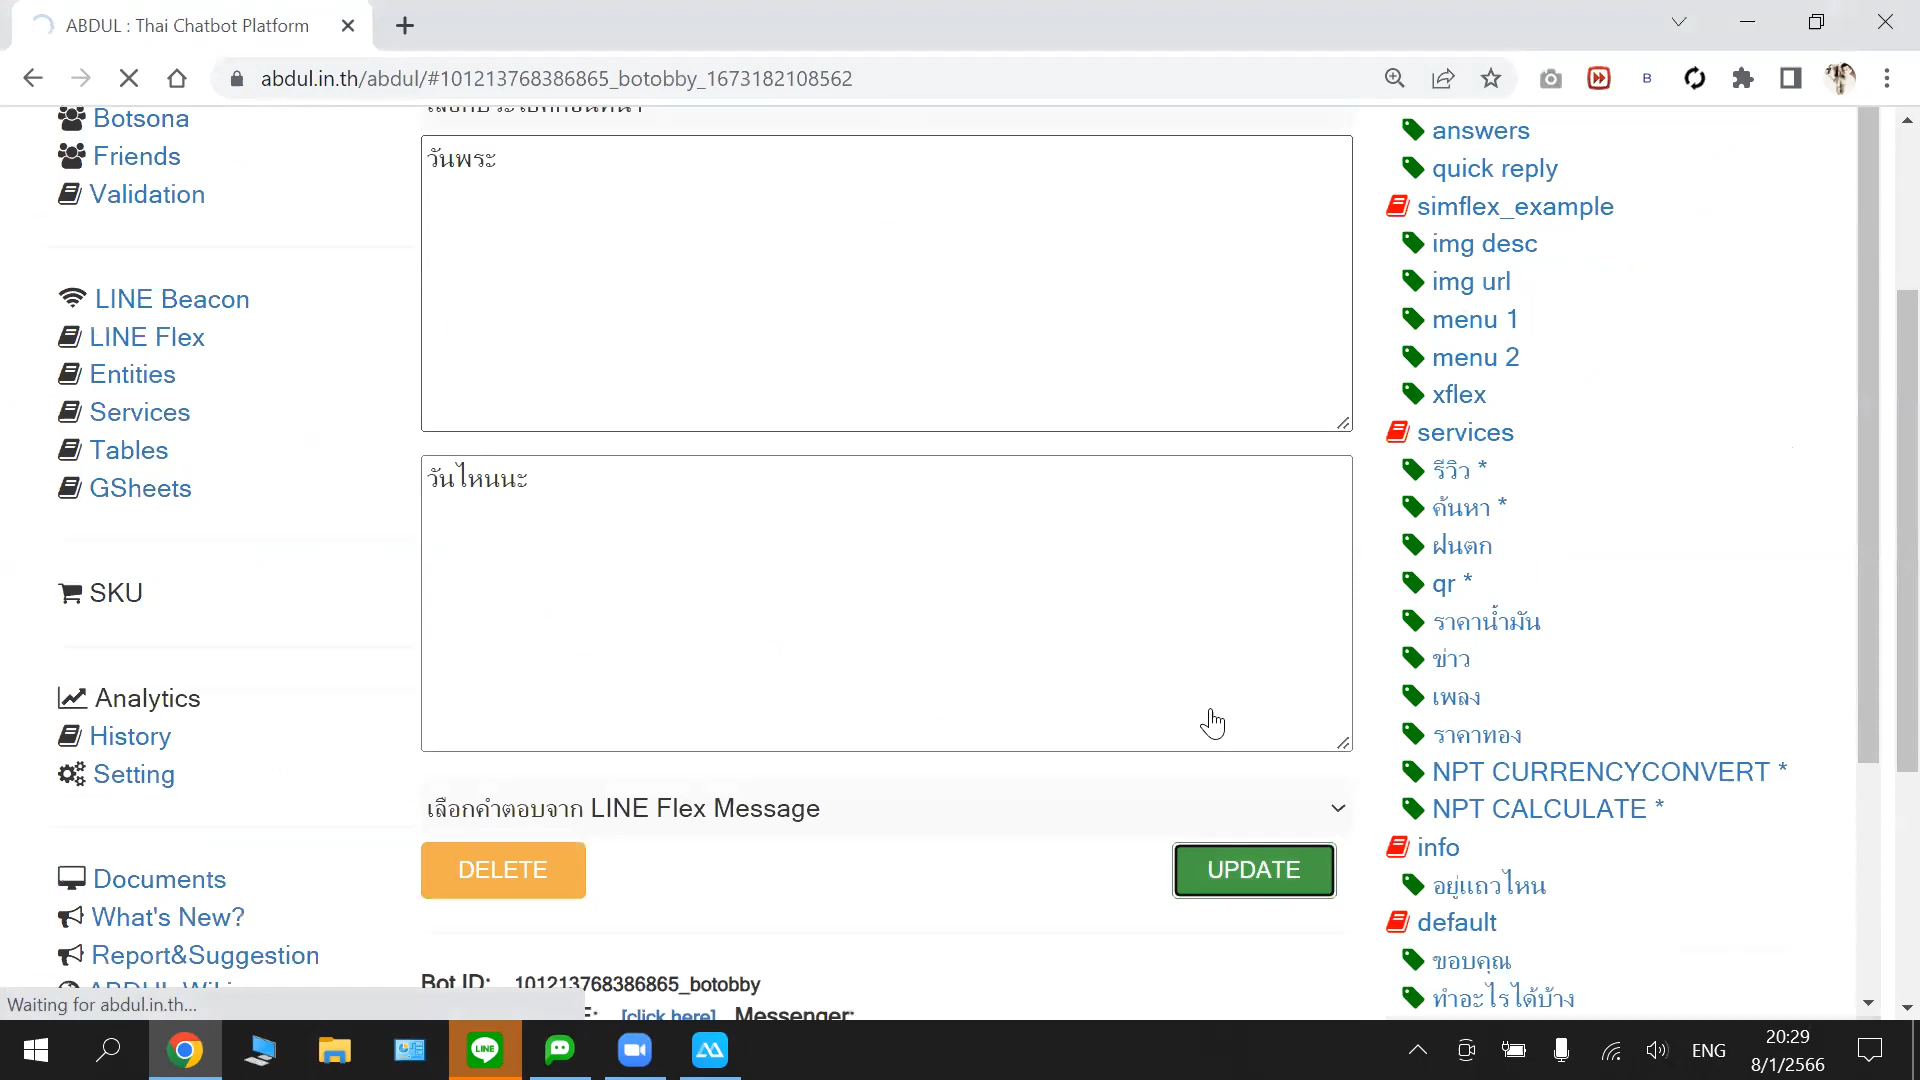 ABDUL : Thai Chatbot Platform
abdul.in.th/abdul/#101213768386865_botobby_1673182108562
B
Botsona
Friends
Validation
LINE Beacon
LINE Flex
Entities
Services
Tables
GSheets
SKU
Analytics
History
Setting
Documents
What's New?
Report&Suggestion
วันพระ
วันไหนนะ
เลือกคำตอบจาก LINE Flex Message
DELETE
UPDATE
Bot ID: 101213768386865_botobby
[click here] Messenger:
answers
quick reply
simflex_example
img desc
img url
menu 1
menu 2
xflex
services
รีวิว *
ค้นหา *
ฝนตก
qr *
ราคาน้ำมัน
ข่าว
เพลง
ราคาทอง
NPT CURRENCYCONVERT *
NPT CALCULATE *
info
อยู่แถวไหน
default
ขอบคุณ
ทำอะไรได้บ้าง
Waiting for abdul.in.th...
LINE
ENG
20:29
8/1/2566